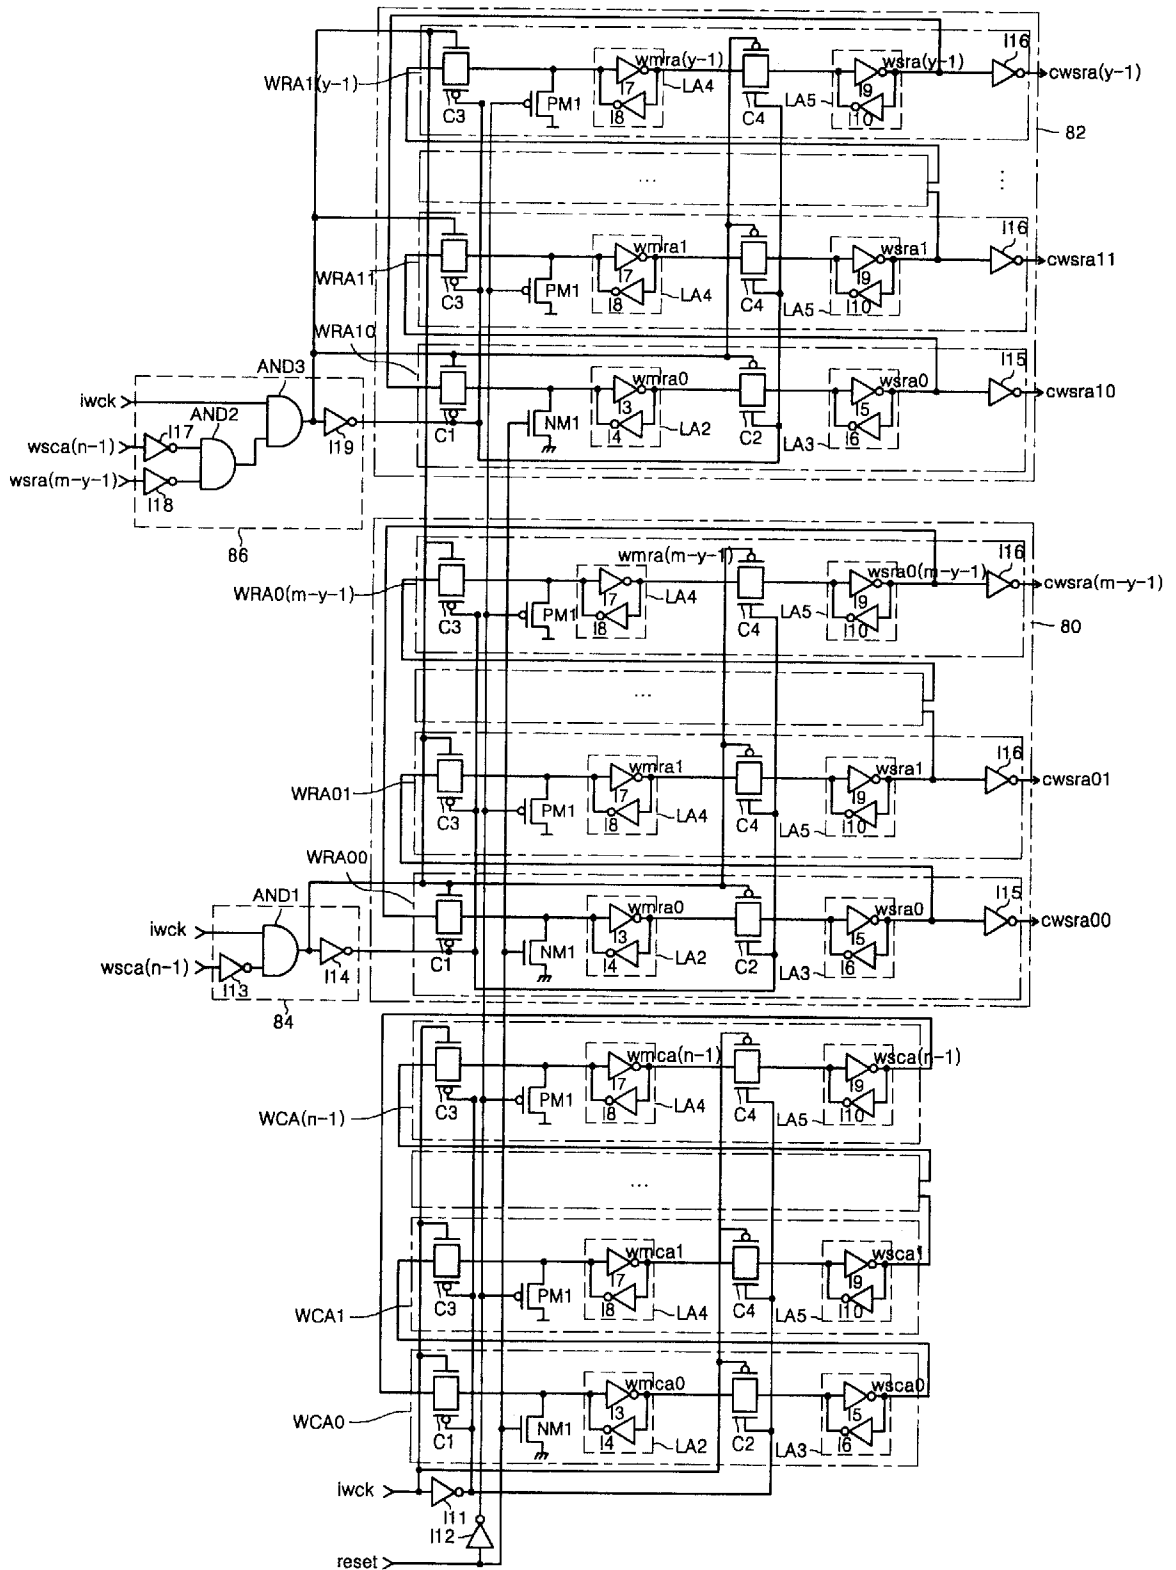 I16
WRA1(y-1) wmra(y-1) wsra(y-1) cwsra(y-1)
C3 PM1 I7 I8 LA4 C4 LA5 I9 I10 82
... ...
I16
WRA11 wmra1 wsra1 cwsra11
C3 PM1 I7 I8 LA4 C4 LA5 I9 I10
WRA10 I15
AND3
iwck wmra0 wsra0 cwsra10
AND2
wsca(n-1) I17 I19 C1 NM1 I3 I4 LA2 C2 LA3 I5 I6
wsra(m-y-1) I18
86
I16
WRA0(m-y-1) wmra(m-y-1) wsra0(m-y-1) cwsra(m-y-1)
C3 PM1 I7 I8 LA4 C4 LA5 I9 I10 80
...
I16
WRA01 wmra1 wsra1 cwsra01
C3 PM1 I7 I8 LA4 C4 LA5 I9 I10
WRA00 I15
AND1
iwck wmra0 wsra0 cwsra00
wsca(n-1) I13 I14 C1 NM1 I3 I4 LA2 C2 LA3 I5 I6
84
wmca(n-1) wsca(n-1)
WCA(n-1) C3 PM1 I7 I8 LA4 C4 LA5 I9 I10
...
wmca1 wsca1
WCA1 C3 PM1 I7 I8 LA4 C4 LA5 I9 I10
wmca0 wsca0
WCA0 C1 NM1 I3 I4 LA2 C2 LA3 I5 I6
iwck I11
I12
reset